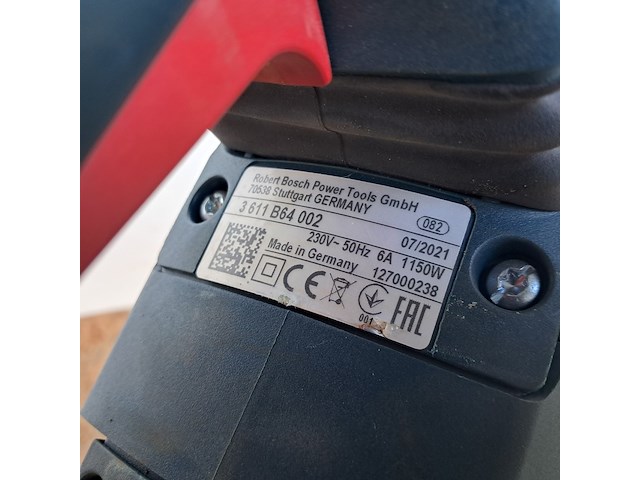 Robert Bosch Power Tools GmbH
70538 Stuttgart GERMANY
082
3 611 B64 002
07/2021
230V~ 50Hz 6A 1150W
Made in Germany 127000238
CE
001
EAC